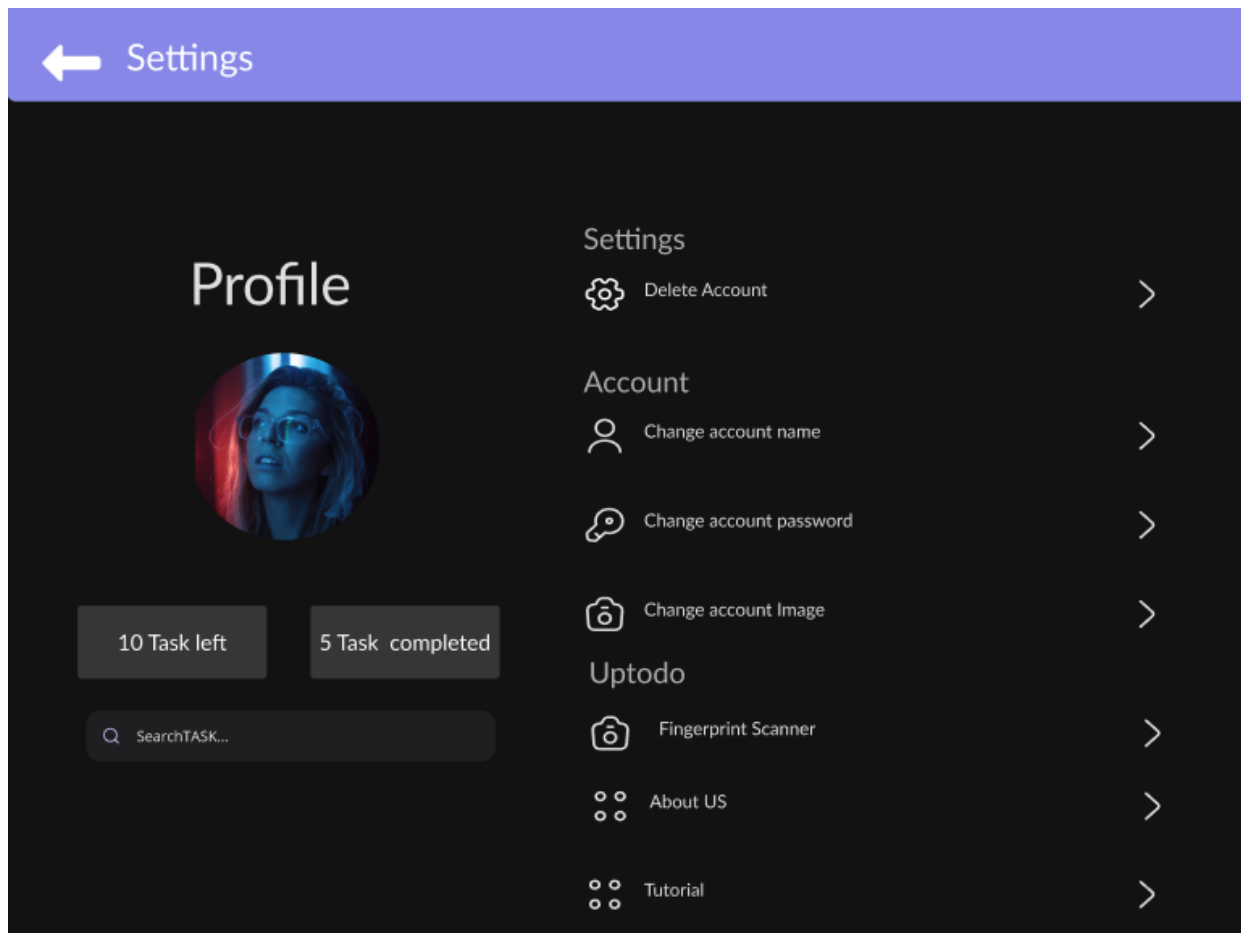 Settings
Profile
10 Task left
5 Task  completed
SearchTASK...
Settings
Delete Account
Account
Change account name
Change account password
Change account Image
Uptodo
Fingerprint Scanner
About US
Tutorial